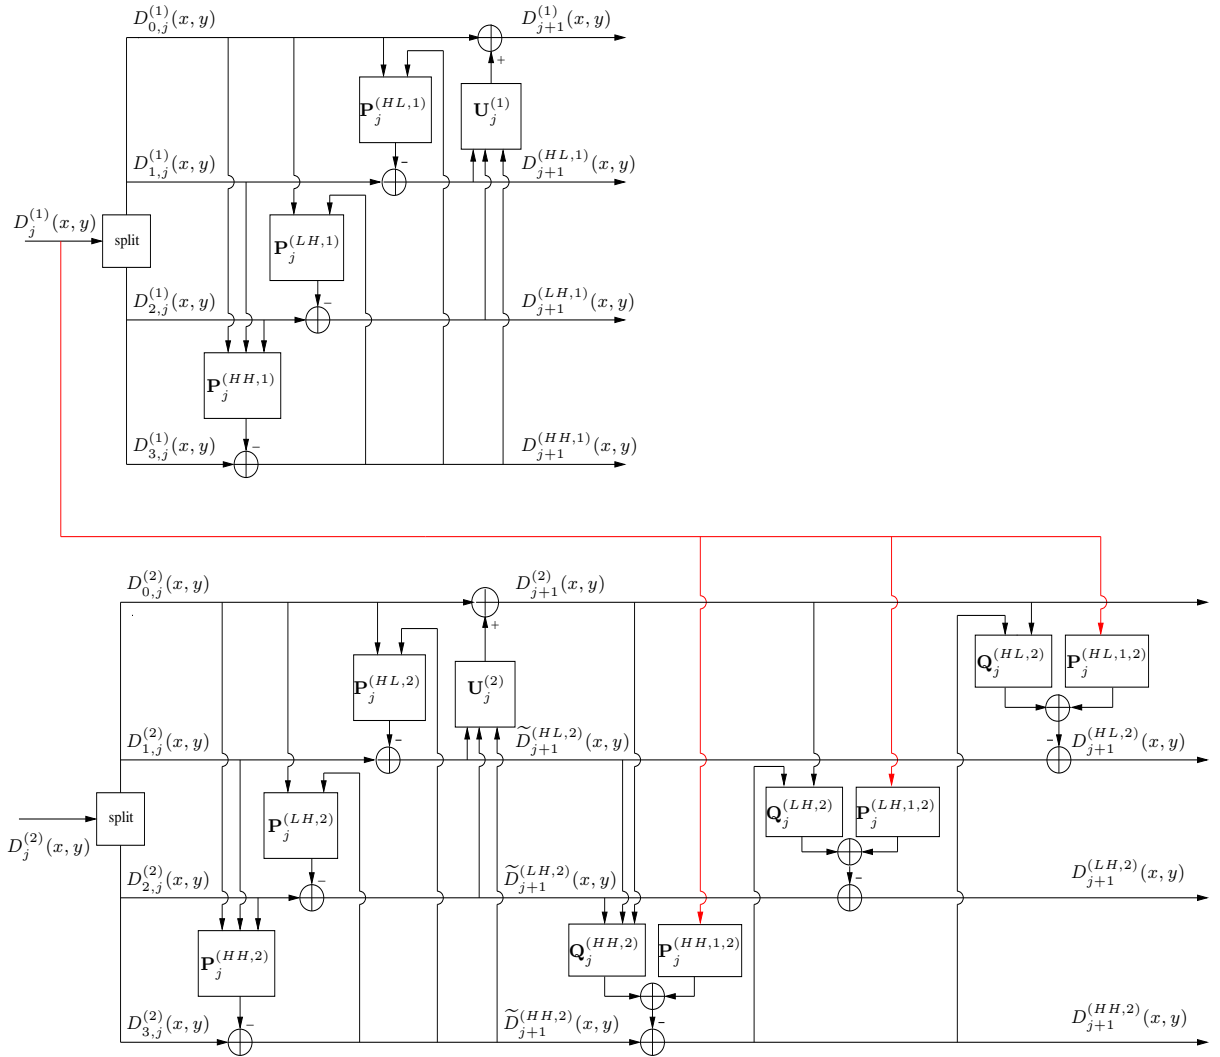 D_{0,j}^{(1)}(x, y) D_{j+1}^{(1)}(x, y)
+
P_j^{(HL,1)} U_j^{(1)}
-
D_{1,j}^{(1)}(x, y) D_{j+1}^{(HL,1)}(x, y)
D_j^{(1)}(x, y)
split
P_j^{(LH,1)}
-
D_{2,j}^{(1)}(x, y) D_{j+1}^{(LH,1)}(x, y)
P_j^{(HH,1)}
-
D_{3,j}^{(1)}(x, y) D_{j+1}^{(HH,1)}(x, y)
D_{0,j}^{(2)}(x, y) D_{j+1}^{(2)}(x, y)
+
P_j^{(HL,2)} U_j^{(2)} Q_j^{(HL,2)} P_j^{(HL,1,2)}
- -
D_{1,j}^{(2)}(x, y) \widetilde{D}_{j+1}^{(HL,2)}(x, y) D_{j+1}^{(HL,2)}(x, y)
split
P_j^{(LH,2)} Q_j^{(LH,2)} P_j^{(LH,1,2)}
D_j^{(2)}(x, y)
- -
D_{2,j}^{(2)}(x, y) \widetilde{D}_{j+1}^{(LH,2)}(x, y) D_{j+1}^{(LH,2)}(x, y)
P_j^{(HH,2)} Q_j^{(HH,2)} P_j^{(HH,1,2)}
- -
D_{3,j}^{(2)}(x, y) \widetilde{D}_{j+1}^{(HH,2)}(x, y) D_{j+1}^{(HH,2)}(x, y)